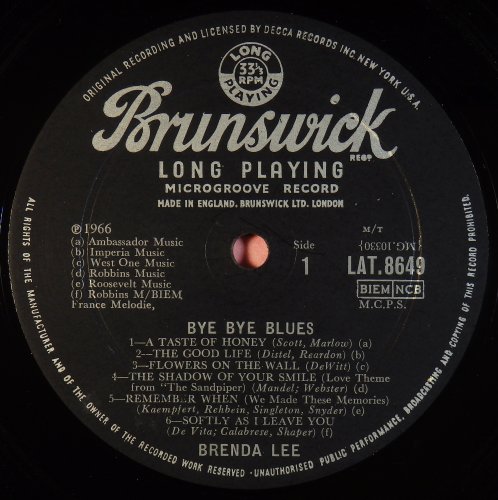 ORIGINAL RECORDING AND LICENSED BY DECCA RECORDS INC NEW YORK, U.S.A.
LONG
33⅓
RPM
PLAYING
Brunswick
REGD
LONG PLAYING
MICROGROOVE RECORD
MADE IN ENGLAND. BRUNSWICK LTD. LONDON
℗1966
(a) Ambassador Music
(b) Imperia Music
(c) West One Music
(d) Robbins Music
(e) Roosevelt Music
(f) Robbins M/BIEM
France Melodie,
Side
1
M/T
{MG.10530}
LAT.8649
BIEM NCB
M.C.P.S.
BYE BYE BLUES
1—A TASTE OF HONEY (Scott, Marlow) (a)
2—THE GOOD LIFE (Distel, Reardon) (b)
3—FLOWERS ON THE WALL (DeWitt) (c)
4—THE SHADOW OF YOUR SMILE (Love Theme
from "The Sandpiper) (Mandel; Webster) (d)
5—REMEMBER WHEN (We Made These Memories)
(Kaempfert, Rehbein, Singleton, Snyder) (e)
6—SOFTLY AS I LEAVE YOU
(De Vita; Calabrese, Shaper) (f)
BRENDA LEE
ALL RIGHTS OF THE MANUFACTURER AND OF THE OWNER OF THE RECORDED WORK RESERVED · UNAUTHORISED PUBLIC PERFORMANCE, BROADCASTING AND COPYING OF THIS RECORD PROHIBITED.